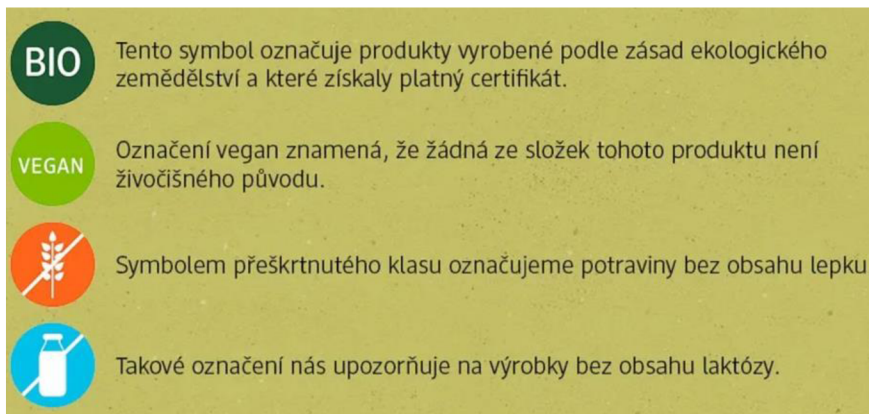 BIO
Tento symbol označuje produkty vyrobené podle zásad ekologického
zemědělství a které získaly platný certifikát.
VEGAN
Označení vegan znamená, že žádná ze složek tohoto produktu není
živočišného původu.
Symbolem přeškrtnutého klasu označujeme potraviny bez obsahu lepku
Takové označení nás upozorňuje na výrobky bez obsahu laktózy.